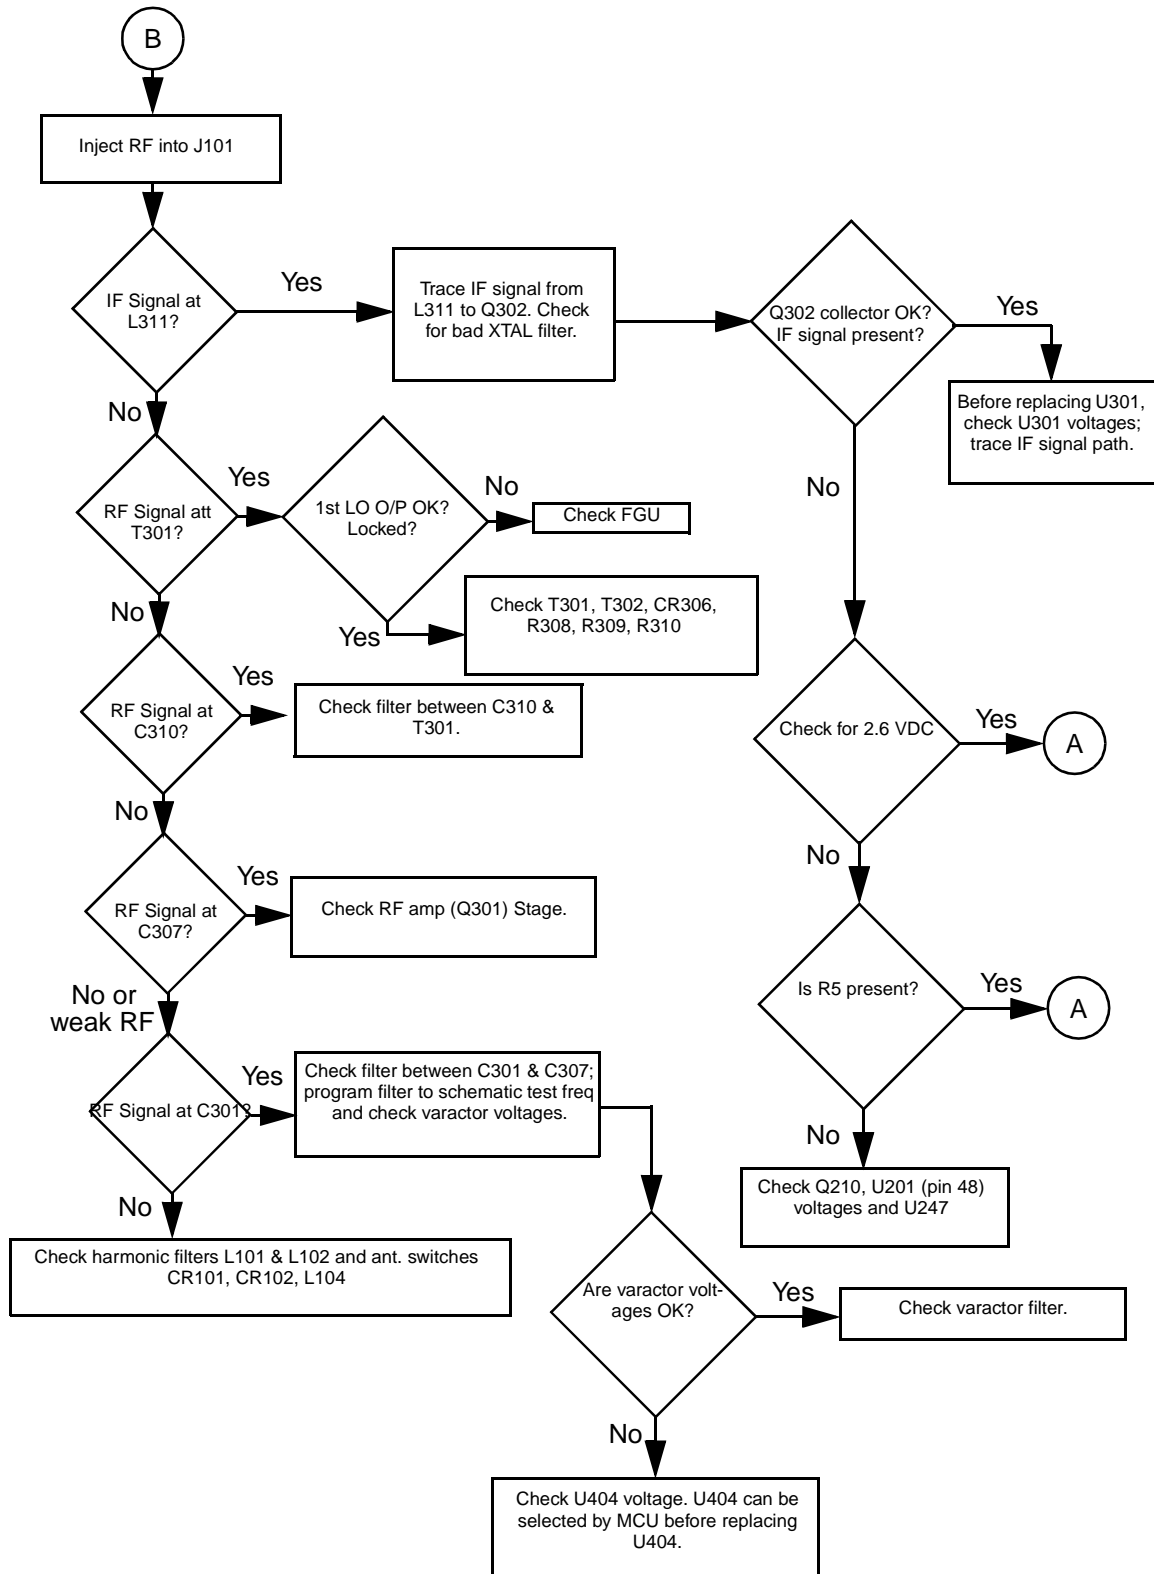 B
Inject RF into J101
IF Signal at
L311?
Yes
Trace IF signal from
L311 to Q302. Check
for bad XTAL filter.
Q302 collector OK?
IF signal present?
Yes
Before replacing U301,
check U301 voltages;
trace IF signal path.
No
No
RF Signal att
T301?
Yes
1st LO O/P OK?
Locked?
No
Check FGU
Yes
Check T301, T302, CR306,
R308, R309, R310
No
RF Signal at
C310?
Yes
Check filter between C310 &
T301.
Check for 2.6 VDC
Yes
A
No
No
RF Signal at
C307?
Yes
Check RF amp (Q301) Stage.
Is R5 present?
Yes
A
No or
weak RF
RF Signal at C301?
Yes
Check filter between C301 & C307;
program filter to schematic test freq
and check varactor voltages.
No
Check Q210, U201 (pin 48)
voltages and U247
No
Check harmonic filters L101 & L102 and ant. switches
CR101, CR102, L104
Are varactor volt-
ages OK?
Yes
Check varactor filter.
No
Check U404 voltage. U404 can be
selected by MCU before replacing
U404.